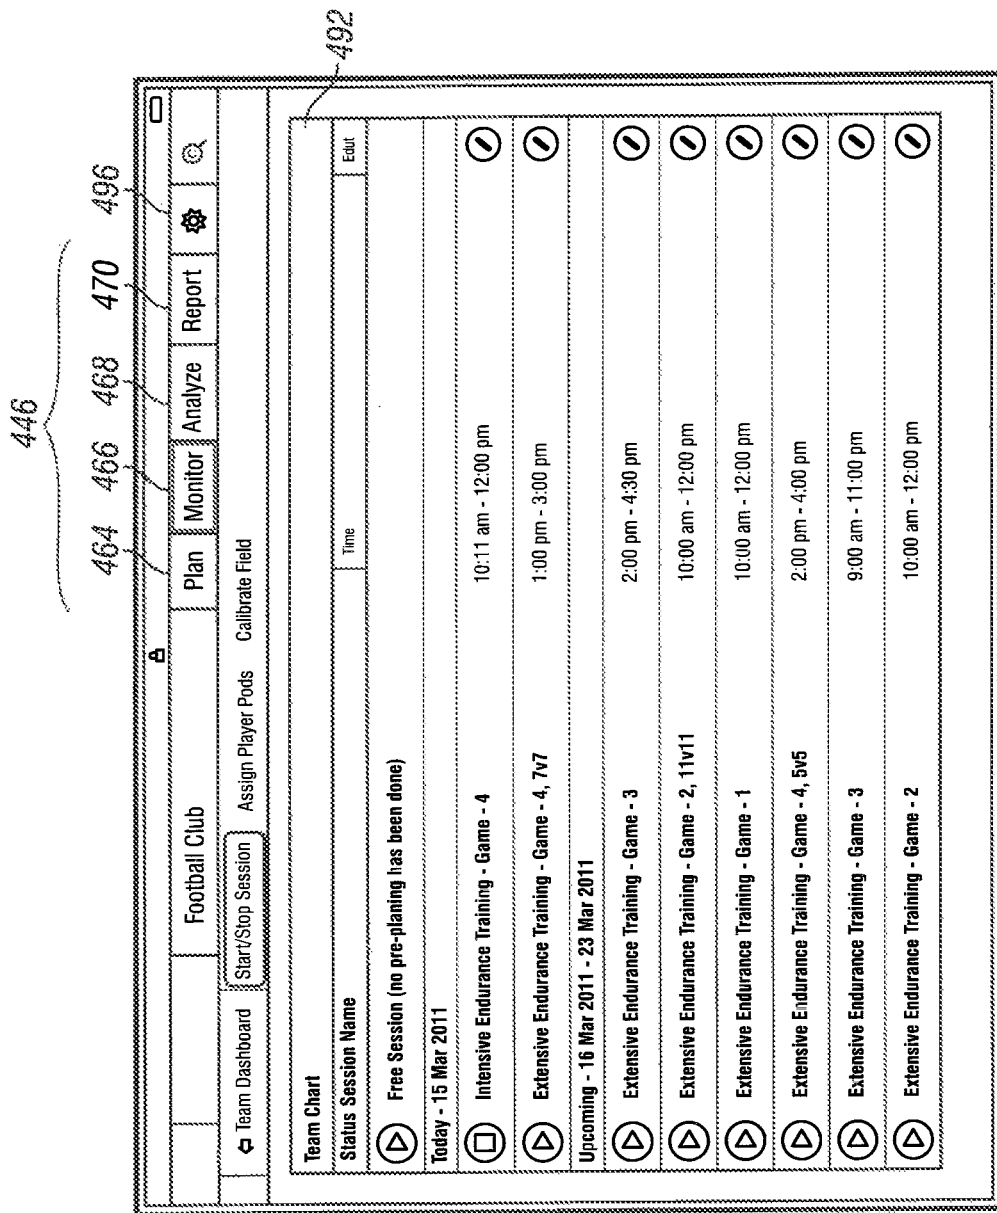 446
464 466 468 470 496
Football Club Plan Monitor Analyze Report
Team Dashboard Start/Stop Session Assign Player Pods Calibrate Field
492
Team Chart
Status Session Name Time Edut
Free Session (no pre-planing has been done)
Today - 15 Mar 2011
Intensive Endurance Training - Game - 4 10:11 am - 12:00 pm
Extensive Endurance Training - Game - 4, 7v7 1:00 pm - 3:00 pm
Upcoming - 16 Mar 2011 - 23 Mar 2011
Extensive Endurance Training - Game - 3 2:00 pm - 4:30 pm
Extensive Endurance Training - Game - 2, 11v11 10:00 am - 12:00 pm
Extensive Endurance Training - Game - 1 10:00 am - 12:00 pm
Extensive Endurance Training - Game - 4, 5v5 2:00 pm - 4:00 pm
Extensive Endurance Training - Game - 3 9:00 am - 11:00 pm
Extensive Endurance Training - Game - 2 10:00 am - 12:00 pm